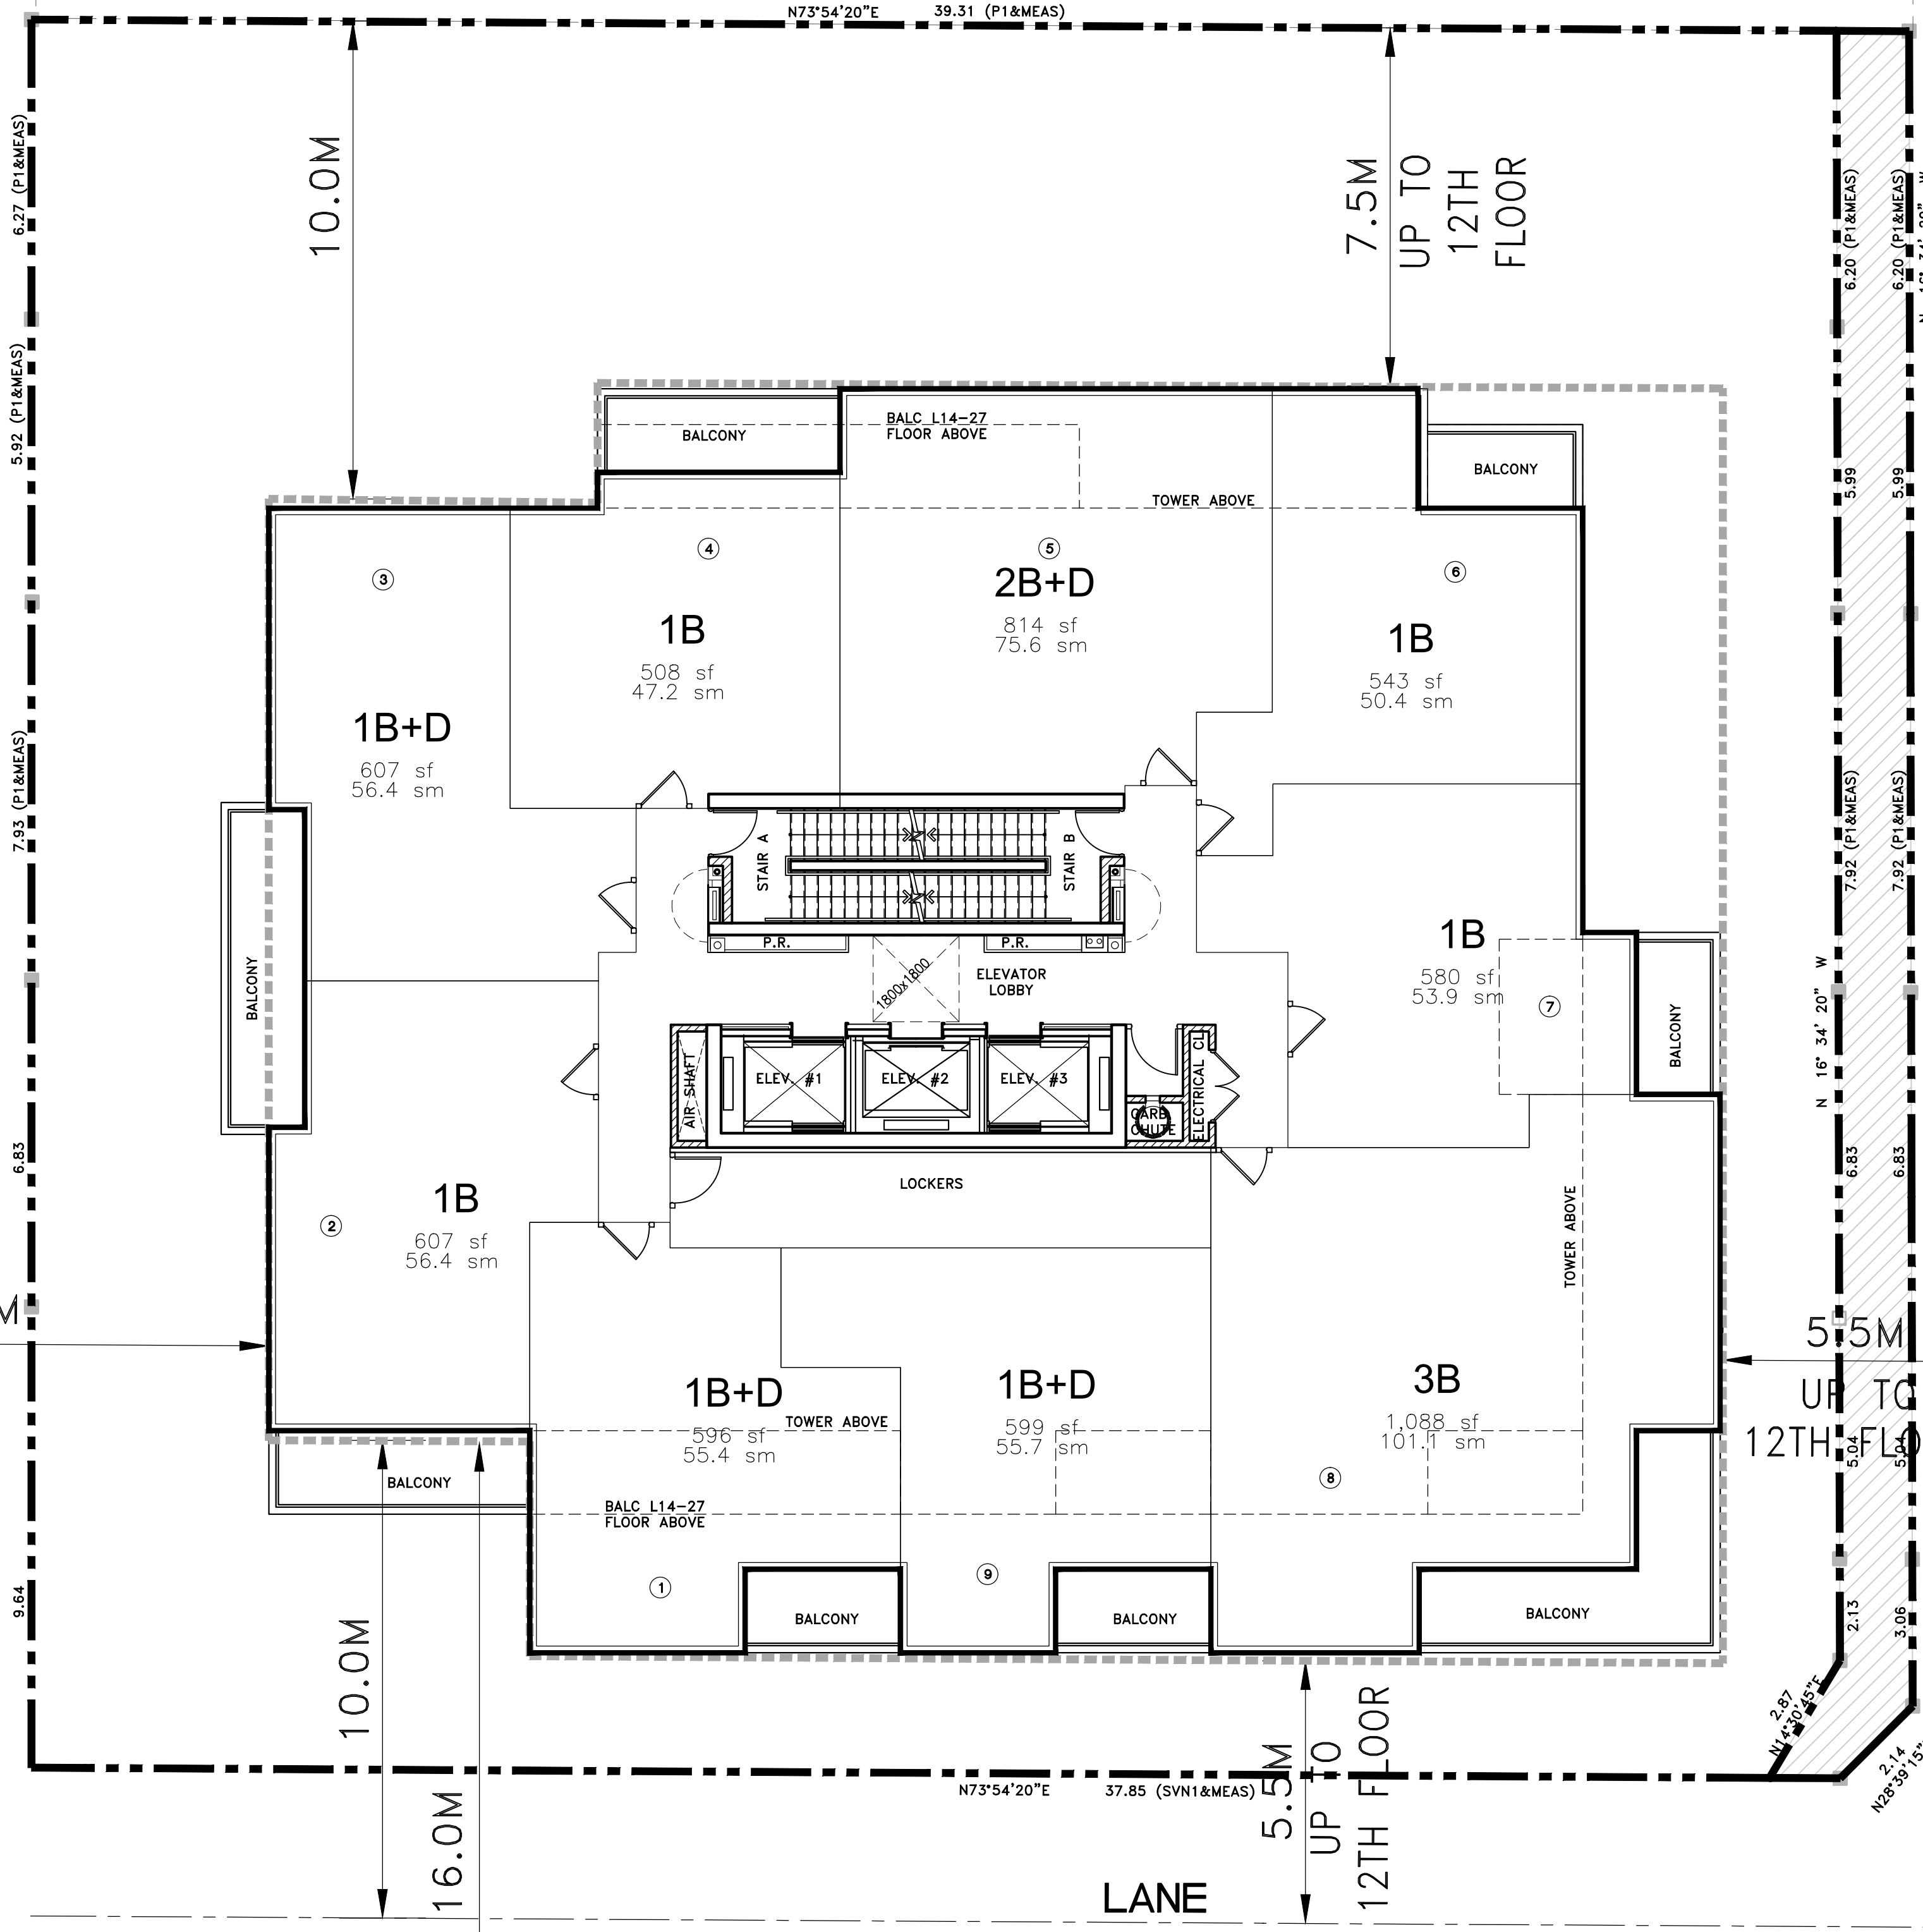 N73°54'20"E 39.31 (P1&MEAS)
6.27 (P1&MEAS)
5.92 (P1&MEAS)
7.93 (P1&MEAS)
6.83
9.64
10.0M
7.5M
UP TO
12TH
FLOOR
6.20 (P1&MEAS)
6.20 (P1&MEAS)
5.99
5.99
7.92 (P1&MEAS)
7.92 (P1&MEAS)
N 16° 34' 20" W
6.83
6.83
5.04
5.04
2.13
3.06
BALCONY
BALC L14-27
FLOOR ABOVE
BALCONY
TOWER ABOVE
3
1B+D
607 sf
56.4 sm
4
1B
508 sf
47.2 sm
5
2B+D
814 sf
75.6 sm
6
1B
543 sf
50.4 sm
STAIR A
STAIR B
P.R.
P.R.
1800x1800
ELEVATOR
LOBBY
BALCONY
1B
580 sf
53.9 sm
7
BALCONY
AIR SHAFT
ELEV. #1
ELEV. #2
ELEV. #3
GARB
CHUTE
ELECTRICAL CL
LOCKERS
2
1B
607 sf
56.4 sm
TOWER ABOVE
1B+D
596 sf
55.4 sm
TOWER ABOVE
1B+D
599 sf
55.7 sm
3B
1,088 sf
101.1 sm
8
M
5.5M
UP TO
12TH FLO
BALCONY
BALC L14-27
FLOOR ABOVE
1
9
BALCONY
BALCONY
BALCONY
10.0M
16.0M
5.5M
UP TO
12TH FLOOR
2.87
N14°30'45"E
2.14
N28°39'15"
N73°54'20"E 37.85 (SVN1&MEAS)
LANE